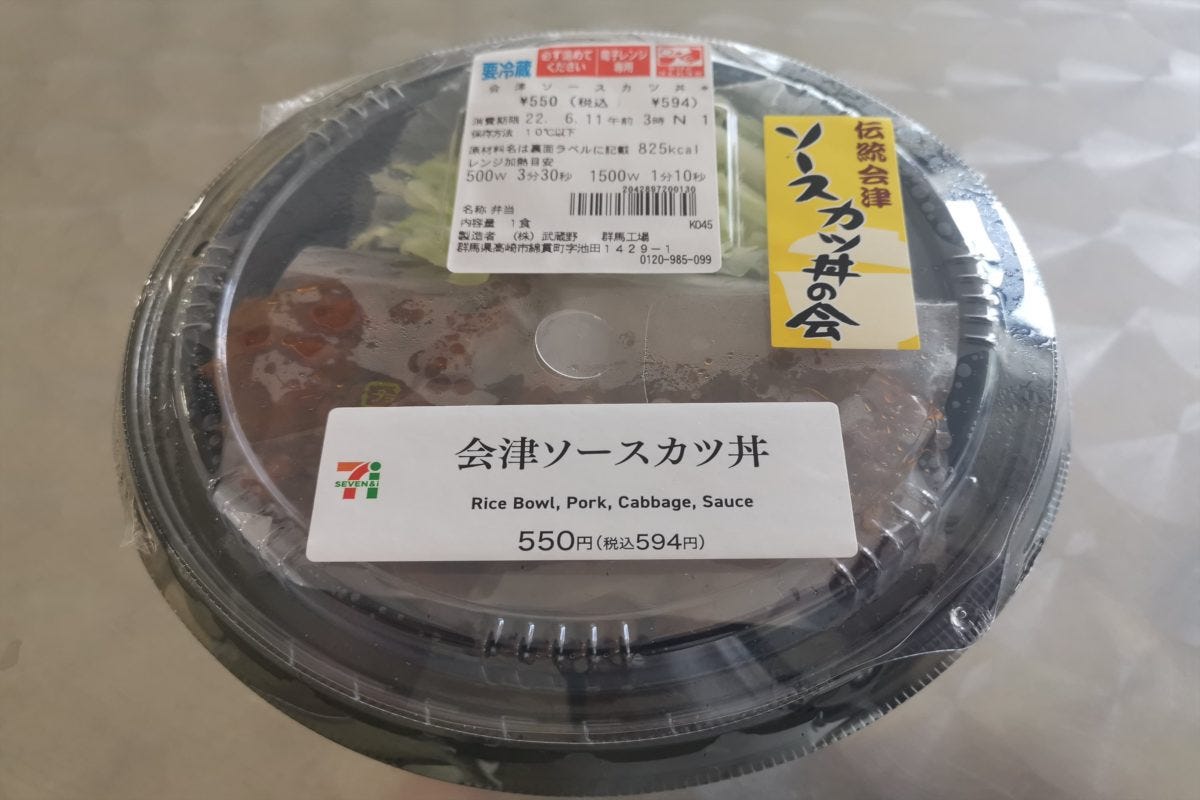 要冷蔵
必ず温めて
ください
電子レンジ
専用
会津ソースカツ丼*
¥550 (税込 ¥594)
消費期限 22. 6. 11 午前 3時 N 1
保存方法 10℃以下
原材料名は裏面ラベルに記載 825kcal
レンジ加熱目安
500W 3分30秒 1500W 1分10秒
2042897200130
名称 弁当
内容量 1食
K045
製造者 (株) 武蔵野 群馬工場
群馬県高崎市綿貫町字池田1429-1
0120-985-099
伝統会津
ソースカツ丼の会
会津ソースカツ丼
SEVEN&i
Rice Bowl, Pork, Cabbage, Sauce
550円(税込594円)